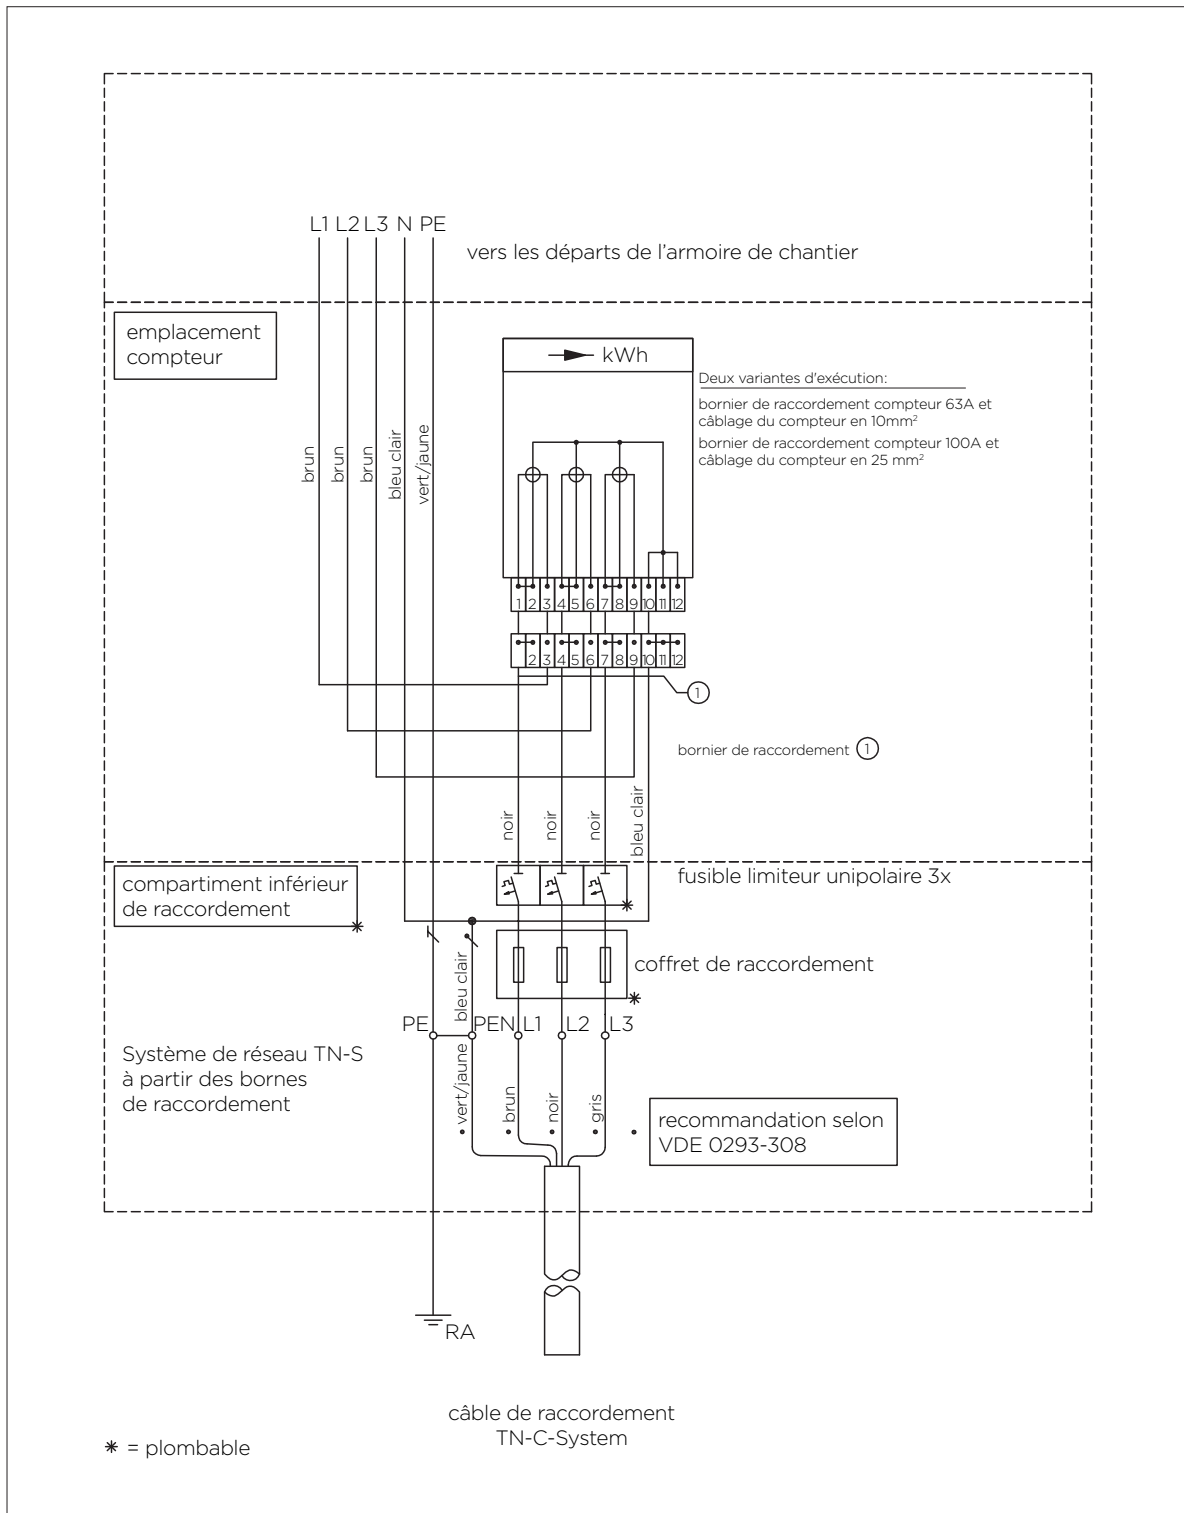 L1 L2 L3 N PE
vers les départs de l'armoire de chantier
emplacement
compteur
kWh
Deux variantes d'exécution:
bornier de raccordement compteur 63A et
câblage du compteur en 10mm²
bornier de raccordement compteur 100A et
câblage du compteur en 25 mm²
brun
brun
brun
bleu clair
vert/jaune
1 2 3 4 5 6 7 8 9 10 11 12
2 3 4 5 6 7 8 9 10 11 12
1
bornier de raccordement 1
noir
noir
noir
bleu clair
compartiment inférieur
de raccordement
*
fusible limiteur unipolaire 3x
*
bleu clair
coffret de raccordement
*
PE PEN L1 L2 L3
Système de réseau TN-S
à partir des bornes
de raccordement
• vert/jaune
• brun
• noir
• gris
•
recommandation selon
VDE 0293-308
RA
câble de raccordement
TN-C-System
* = plombable